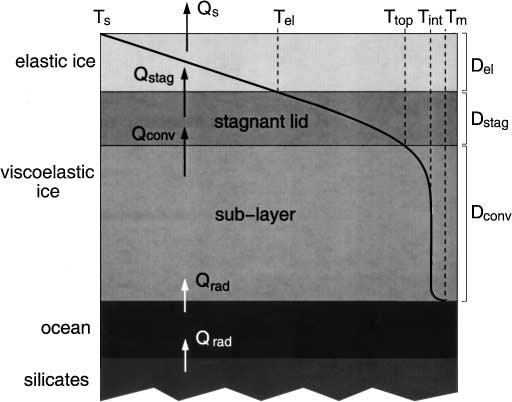 Qs
Ts Tel Ttop Tint Tm
elastic ice
Qstag
Del
stagnant lid
Qconv
Dstag
viscoelastic
ice
sub-layer
Dconv
Qrad
ocean
Qrad
silicates